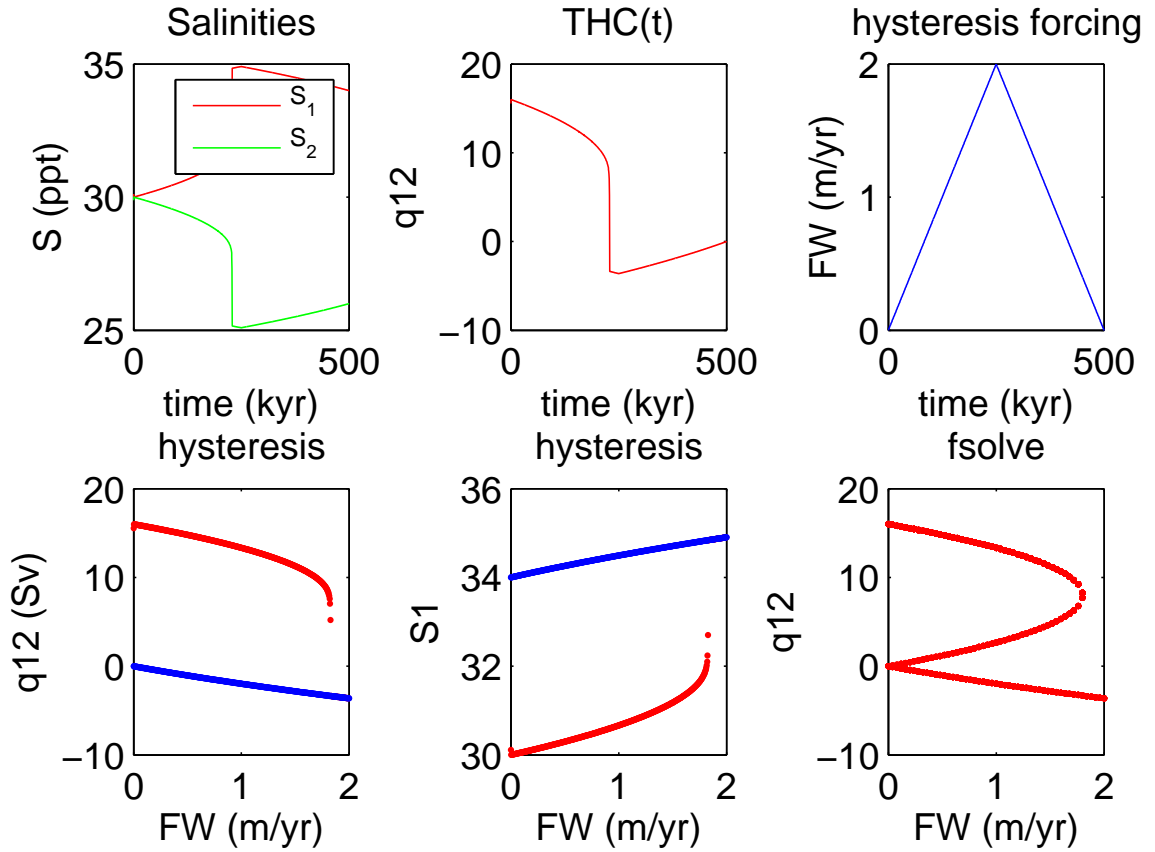 Salinities
S (ppt)
35
30
25
0
500
time (kyr)
S1
S2
THC(t)
q12
20
10
0
−10
0
500
time (kyr)
hysteresis forcing
FW (m/yr)
2
1
0
0
500
time (kyr)
hysteresis
q12 (Sv)
20
10
0
−10
0
1
2
FW (m/yr)
hysteresis
S1
36
34
32
30
0
1
2
FW (m/yr)
fsolve
q12
20
10
0
−10
0
1
2
FW (m/yr)